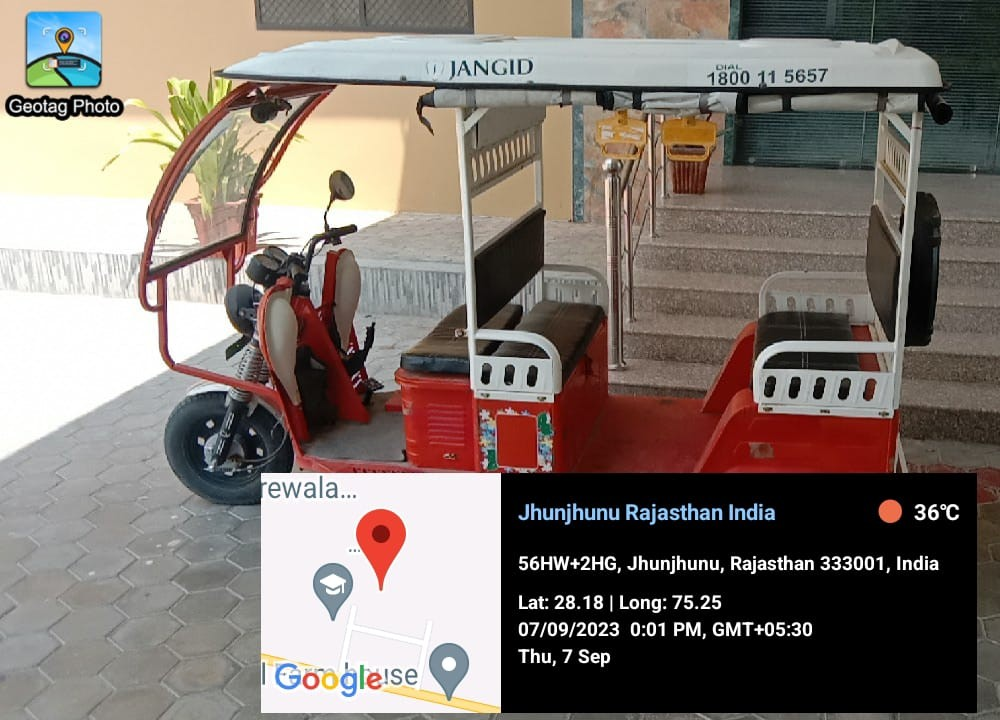 Geotag Photo
JANGID
DIAL
1800 11 5657
rewala...
...
Jhunjhunu Rajasthan India
36℃
56HW+2HG, Jhunjhunu, Rajasthan 333001, India
Lat: 28.18 | Long: 75.25
07/09/2023 0:01 PM, GMT+05:30
Thu, 7 Sep
Google